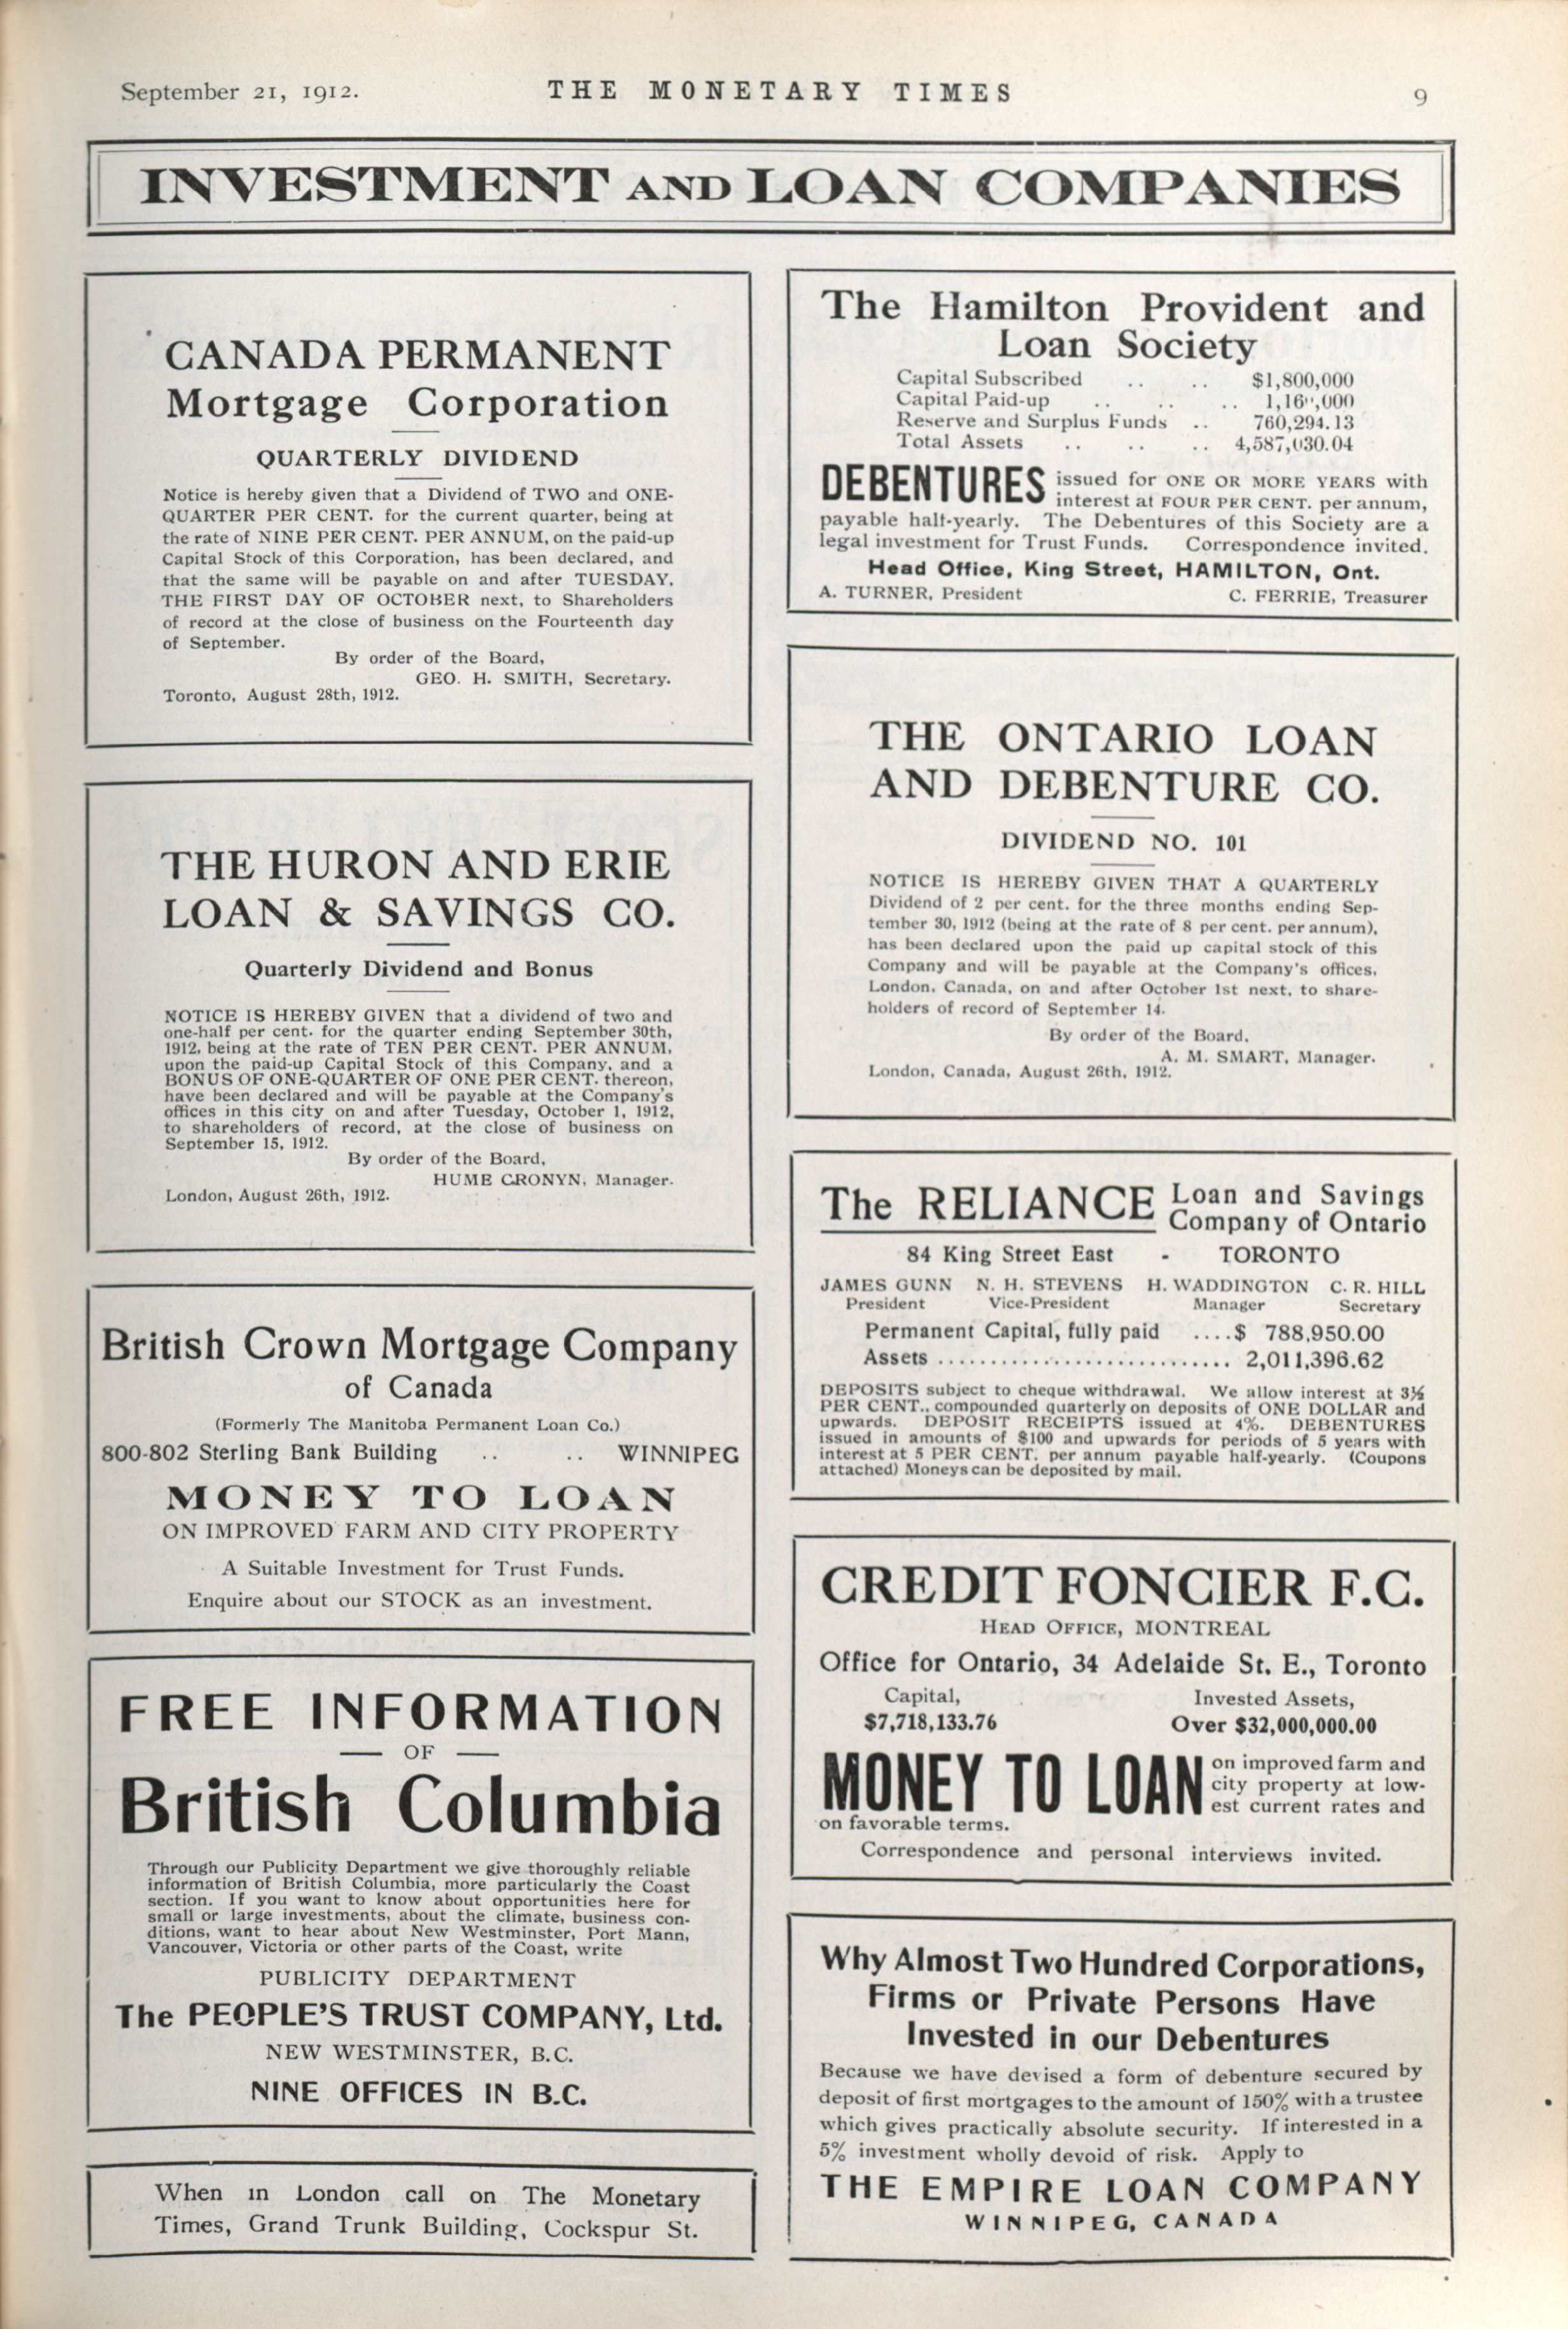 September 21, 1912.
THE MONETARY TIMES
9
INVESTMENT AND LOAN COMPANIES
CANADA PERMANENT
Mortgage Corporation
QUARTERLY DIVIDEND
Notice is hereby given that a Dividend of TWO and ONE-
QUARTER PER CENT. for the current quarter, being at
the rate of NINE PER CENT. PER ANNUM, on the paid-up
Capital Stock of this Corporation, has been declared, and
that the same will be payable on and after TUESDAY,
THE FIRST DAY OF OCTOBER next, to Shareholders
of record at the close of business on the Fourteenth day
of September.
By order of the Board,
GEO. H. SMITH, Secretary.
Toronto, August 28th, 1912.
THE HURON AND ERIE
LOAN & SAVINGS CO.
Quarterly Dividend and Bonus
NOTICE IS HEREBY GIVEN that a dividend of two and
one-half per cent. for the quarter ending September 30th,
1912, being at the rate of TEN PER CENT. PER ANNUM,
upon the paid-up Capital Stock of this Company, and a
BONUS OF ONE-QUARTER OF ONE PER CENT. thereon,
have been declared and will be payable at the Company's
offices in this city on and after Tuesday, October 1, 1912,
to shareholders of record, at the close of business on
September 15, 1912.
By order of the Board,
HUME CRONYN, Manager.
London, August 26th, 1912.
British Crown Mortgage Company
of Canada
(Formerly The Manitoba Permanent Loan Co.)
800-802 Sterling Bank Building .. .. WINNIPEG
MONEY TO LOAN
ON IMPROVED FARM AND CITY PROPERTY
A Suitable Investment for Trust Funds.
Enquire about our STOCK as an investment.
FREE INFORMATION
— OF —
British Columbia
Through our Publicity Department we give thoroughly reliable
information of British Columbia, more particularly the Coast
section. If you want to know about opportunities here for
small or large investments, about the climate, business con-
ditions, want to hear about New Westminster, Port Mann,
Vancouver, Victoria or other parts of the Coast, write
PUBLICITY DEPARTMENT
The PEOPLE'S TRUST COMPANY, Ltd.
NEW WESTMINSTER, B.C.
NINE OFFICES IN B.C.
When in London call on The Monetary
Times, Grand Trunk Building, Cockspur St.
The Hamilton Provident and
Loan Society
Capital Subscribed .. .. $1,800,000
Capital Paid-up .. .. ..
Reserve and Surplus Funds .. 760,294.13
Total Assets .. .. .. 4,587,030.04
DEBENTURES issued for ONE OR MORE YEARS with
interest at FOUR PER CENT. per annum,
payable half-yearly. The Debentures of this Society are a
legal investment for Trust Funds. Correspondence invited.
Head Office, King Street, HAMILTON, Ont.
A. TURNER, President C. FERRIE, Treasurer
THE ONTARIO LOAN
AND DEBENTURE CO.
DIVIDEND NO. 101
NOTICE IS HEREBY GIVEN THAT A QUARTERLY
Dividend of 2 per cent. for the three months ending Sep-
tember 30, 1912 (being at the rate of 8 per cent. per annum),
has been declared upon the paid up capital stock of this
Company and will be payable at the Company's offices,
London, Canada, on and after October 1st next, to share-
holders of record of September 14.
By order of the Board.
A. M. SMART, Manager.
London, Canada, August 26th, 1912.
The RELIANCE Loan and Savings
Company of Ontario
84 King Street East - TORONTO
JAMES GUNN N. H. STEVENS H. WADDINGTON C. R. HILL
President Vice-President Manager Secretary
Permanent Capital, fully paid ....$ 788,950.00
Assets ............................ 2,011,396.62
DEPOSITS subject to cheque withdrawal. We allow interest at 3½
PER CENT., compounded quarterly on deposits of ONE DOLLAR and
upwards. DEPOSIT RECEIPTS issued at 4%. DEBENTURES
issued in amounts of $100 and upwards for periods of 5 years with
interest at 5 PER CENT. per annum payable half-yearly. (Coupons
attached) Moneys can be deposited by mail.
CREDIT FONCIER F.C.
HEAD OFFICE, MONTREAL
Office for Ontario, 34 Adelaide St. E., Toronto
Capital, Invested Assets,
$7,718,133.76 Over $32,000,000.00
MONEY TO LOAN on improved farm and
city property at low-
est current rates and
on favorable terms.
Correspondence and personal interviews invited.
Why Almost Two Hundred Corporations,
Firms or Private Persons Have
Invested in our Debentures
Because we have devised a form of debenture secured by
deposit of first mortgages to the amount of 150% with a trustee
which gives practically absolute security. If interested in a
5% investment wholly devoid of risk. Apply to
THE EMPIRE LOAN COMPANY
WINNIPEG, CANADA